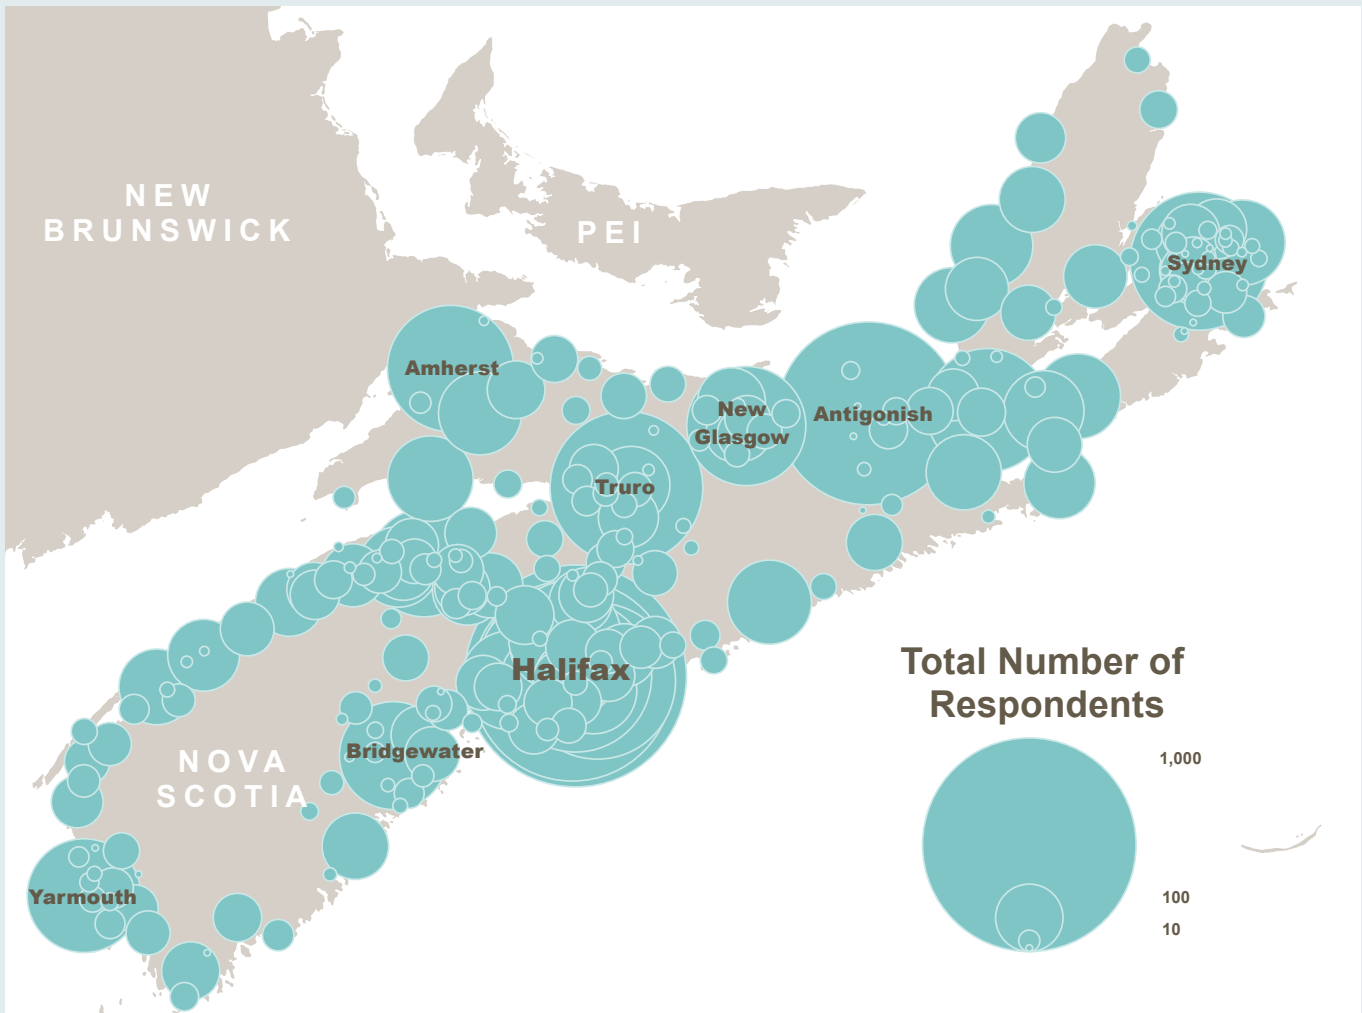 NEW
BRUNSWICK
PEI
Sydney
Amherst
New
Glasgow
Antigonish
Truro
Halifax
Total Number of
Respondents
Bridgewater
NOVA
SCOTIA
1,000
Yarmouth
100
10